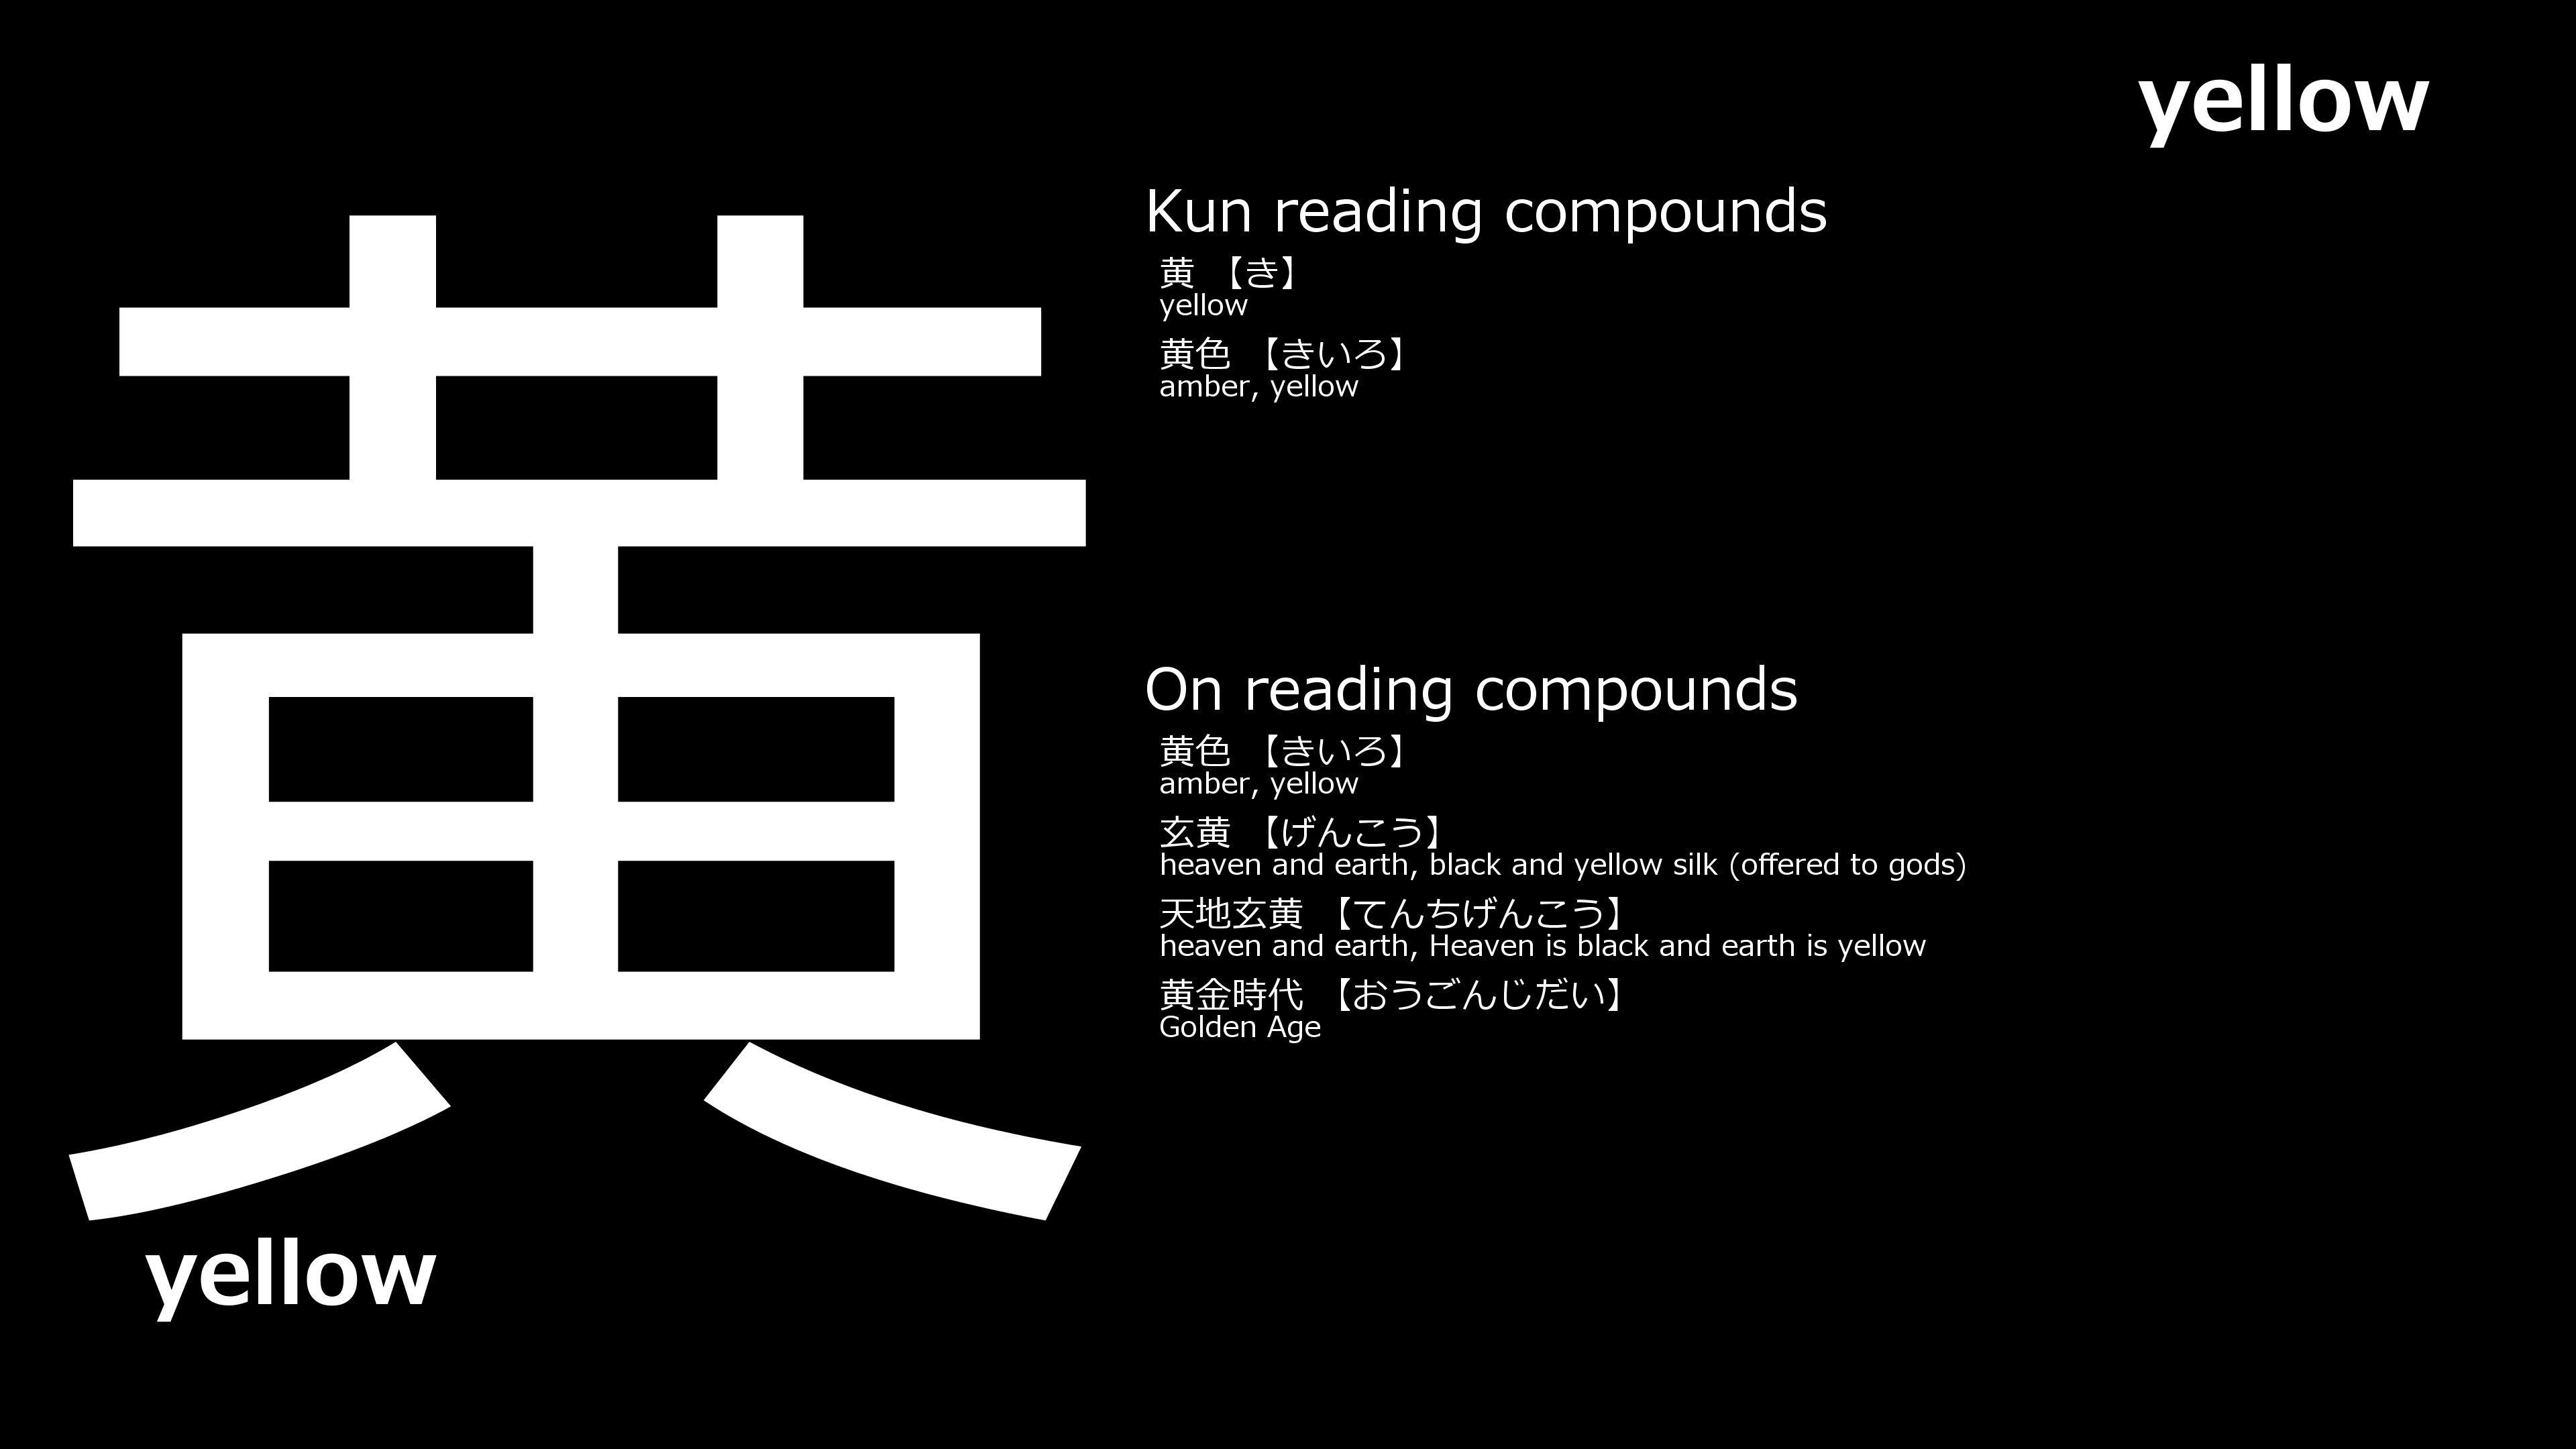 yellow
黄
yellow
Kun reading compounds
黄 【き】
yellow
黄色 【きいろ】
amber, yellow
On reading compounds
黄色 【きいろ】
amber, yellow
玄黄 【げんこう】
heaven and earth, black and yellow silk (offered to gods)
天地玄黄 【てんちげんこう】
heaven and earth, Heaven is black and earth is yellow
黄金時代 【おうごんじだい】
Golden Age